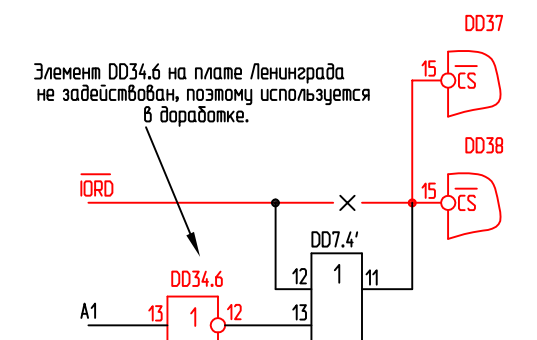 DD37
15
CS
Элемент DD34.6 на плате Ленинграда
не задействован, поэтому используется
в доработке.
DD38
15
IORD
CS
DD7.4'
12
1
11
DD34.6
A1
13
1
12
13